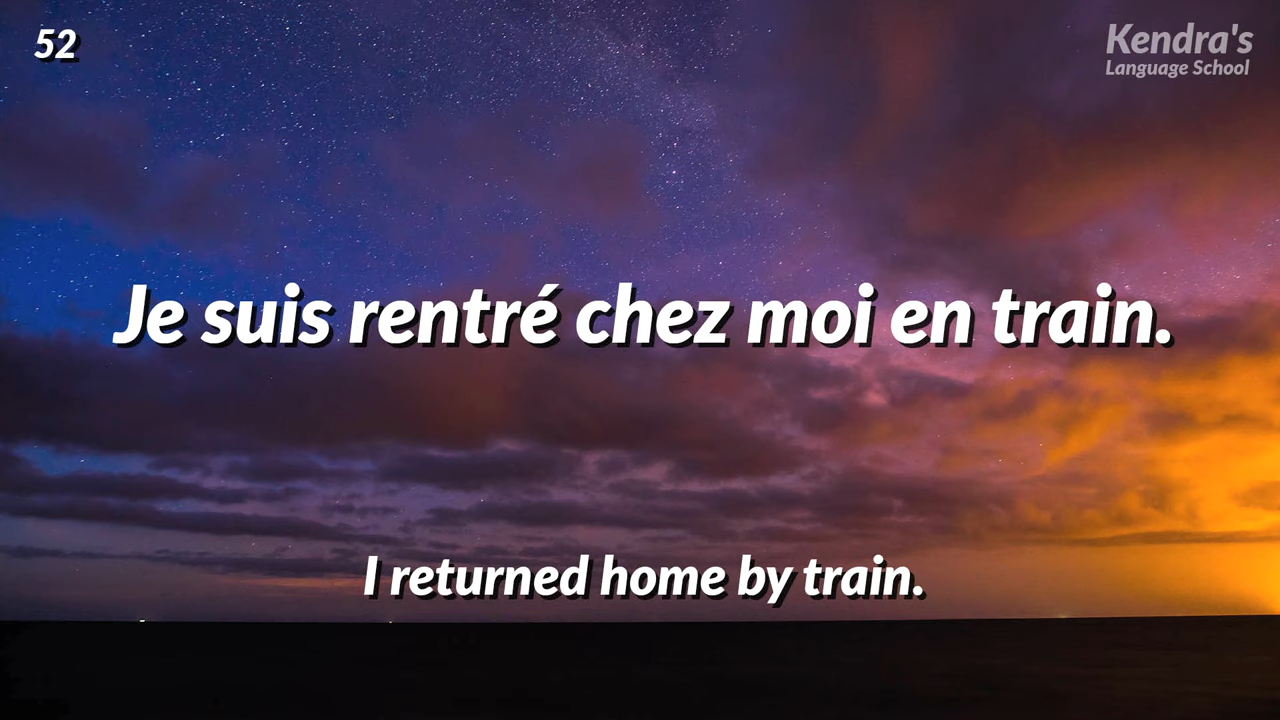 52
Kendra's
Language School
Je suis rentré chez moi en train.
I returned home by train.